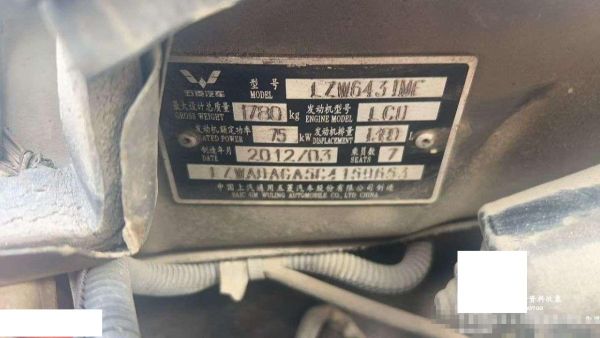 五菱汽车
型号 MODEL LZW6431MF
最大设计总质量 GROSS WEIGHT 1780 kg 发动机型号 ENGINE MODEL LCU
发动机额定功率 RATED POWER 75 kW 发动机排量 DISPLACEMENT L
制造年月 DATE 2012/03 乘员数 SEATS 7
中国上汽通用五菱汽车股份有限公司制造
SAIC GM WULING AUTOMOBILE CO., LTD CHINA